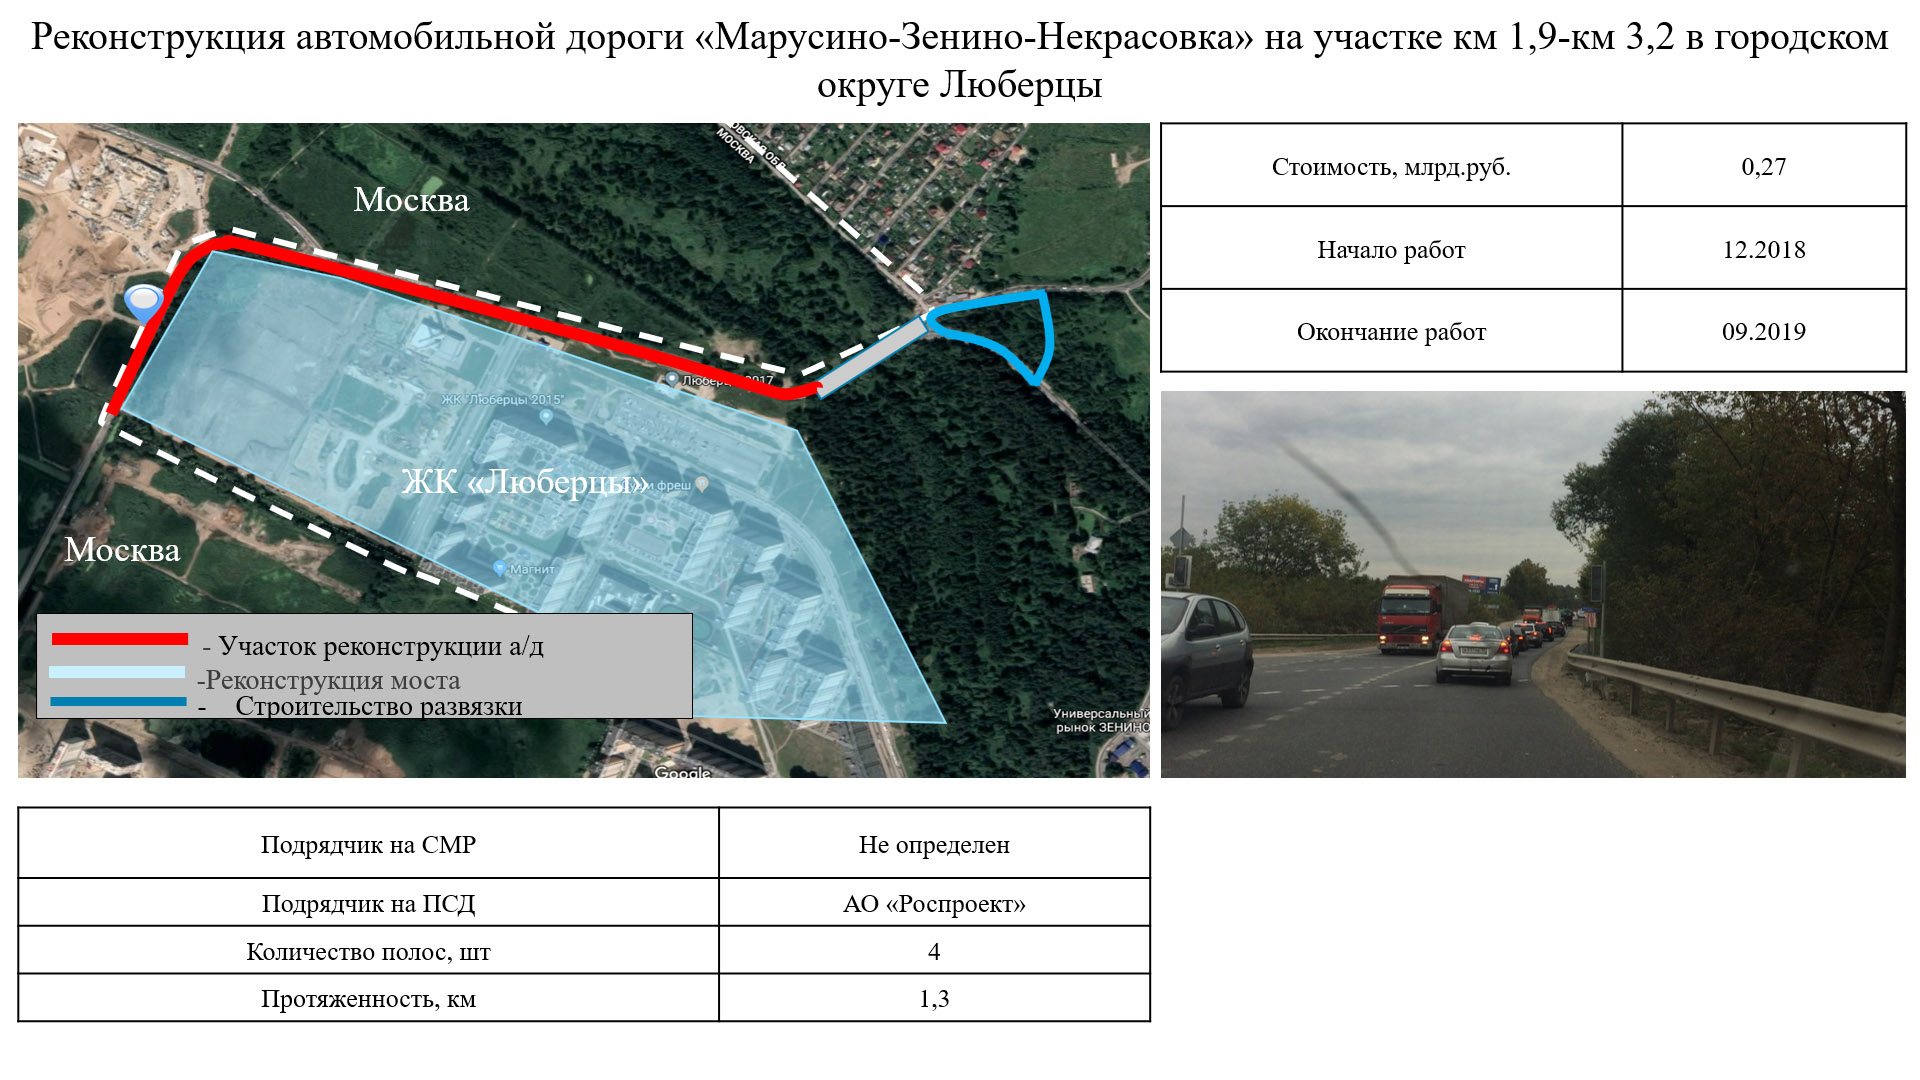 Реконструкция автомобильной дороги «Марусино-Зенино-Некрасовка» на участке км 1,9-км 3,2 в городском
округе Люберцы
МОСКВА
Москва
Люберцы 2017
ЖК "Люберцы 2015"
ЖК «Люберцы»
фреш
Москва
Магнит
- Участок реконструкции а/д
-Реконструкция моста
- Строительство развязки
Универсальный
рынок ЗЕНИНО
Google
Стоимость, млрд.руб. 0,27
Начало работ 12.2018
Окончание работ 09.2019
Подрядчик на СМР Не определен
Подрядчик на ПСД АО «Роспроект»
Количество полос, шт 4
Протяженность, км 1,3